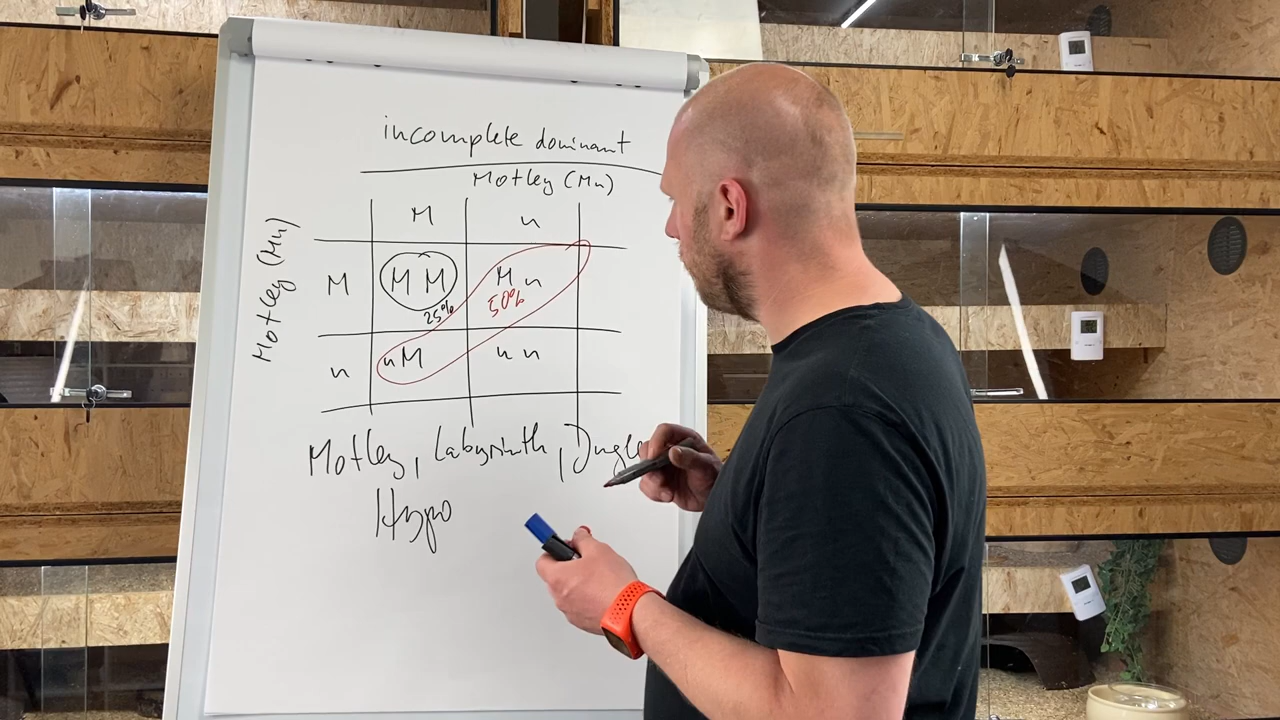 incomplete dominant
Motley (Mn)
M n
Motley (Mn)
M M M M n
25% 50%
n n M n n
Motley, Labyrinth, Jungle
Hypo